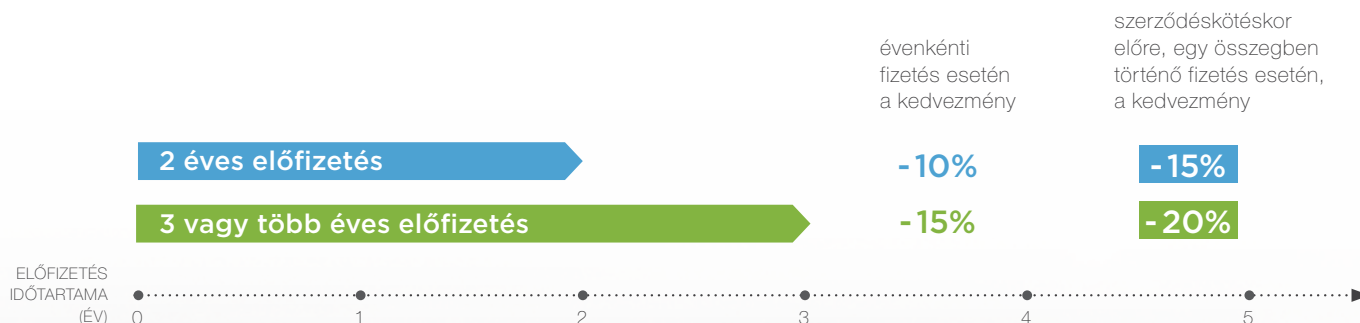 évenkénti
fizetés esetén
a kedvezmény
szerződéskötéskor
előre, egy összegben
történő fizetés esetén,
a kedvezmény
2 éves előfizetés
-10%
-15%
3 vagy több éves előfizetés
-15%
-20%
ELŐFIZETÉS
IDŐTARTAMA
(ÉV)
0 1 2 3 4 5